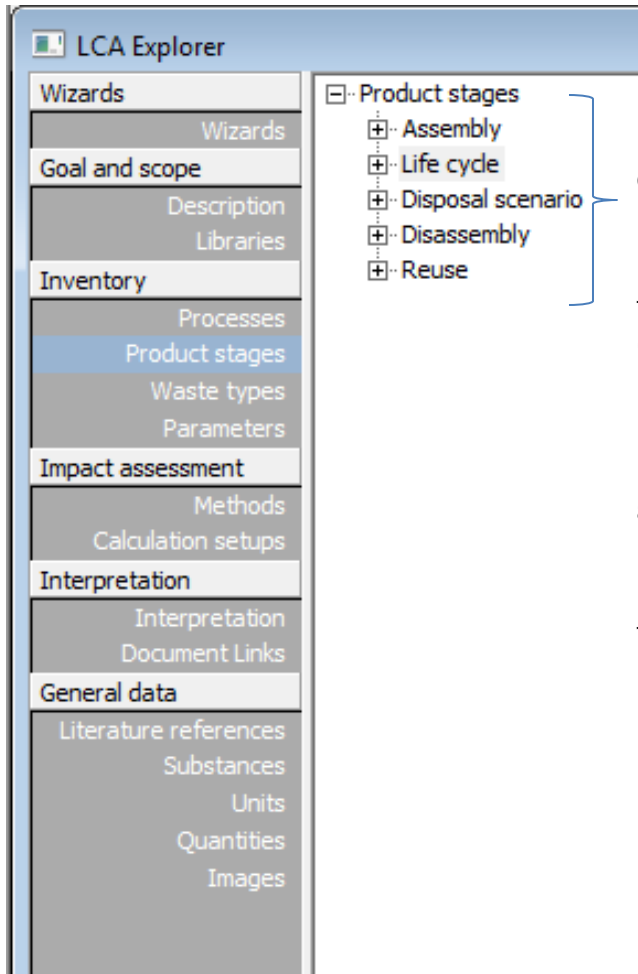 LCA Explorer
Wizards
Wizards
Goal and scope
Description
Libraries
Inventory
Processes
Product stages
Waste types
Parameters
Impact assessment
Methods
Calculation setups
Interpretation
Interpretation
Document Links
General data
Literature references
Substances
Units
Quantities
Images
Product stages
Assembly
Life cycle
Disposal scenario
Disassembly
Reuse